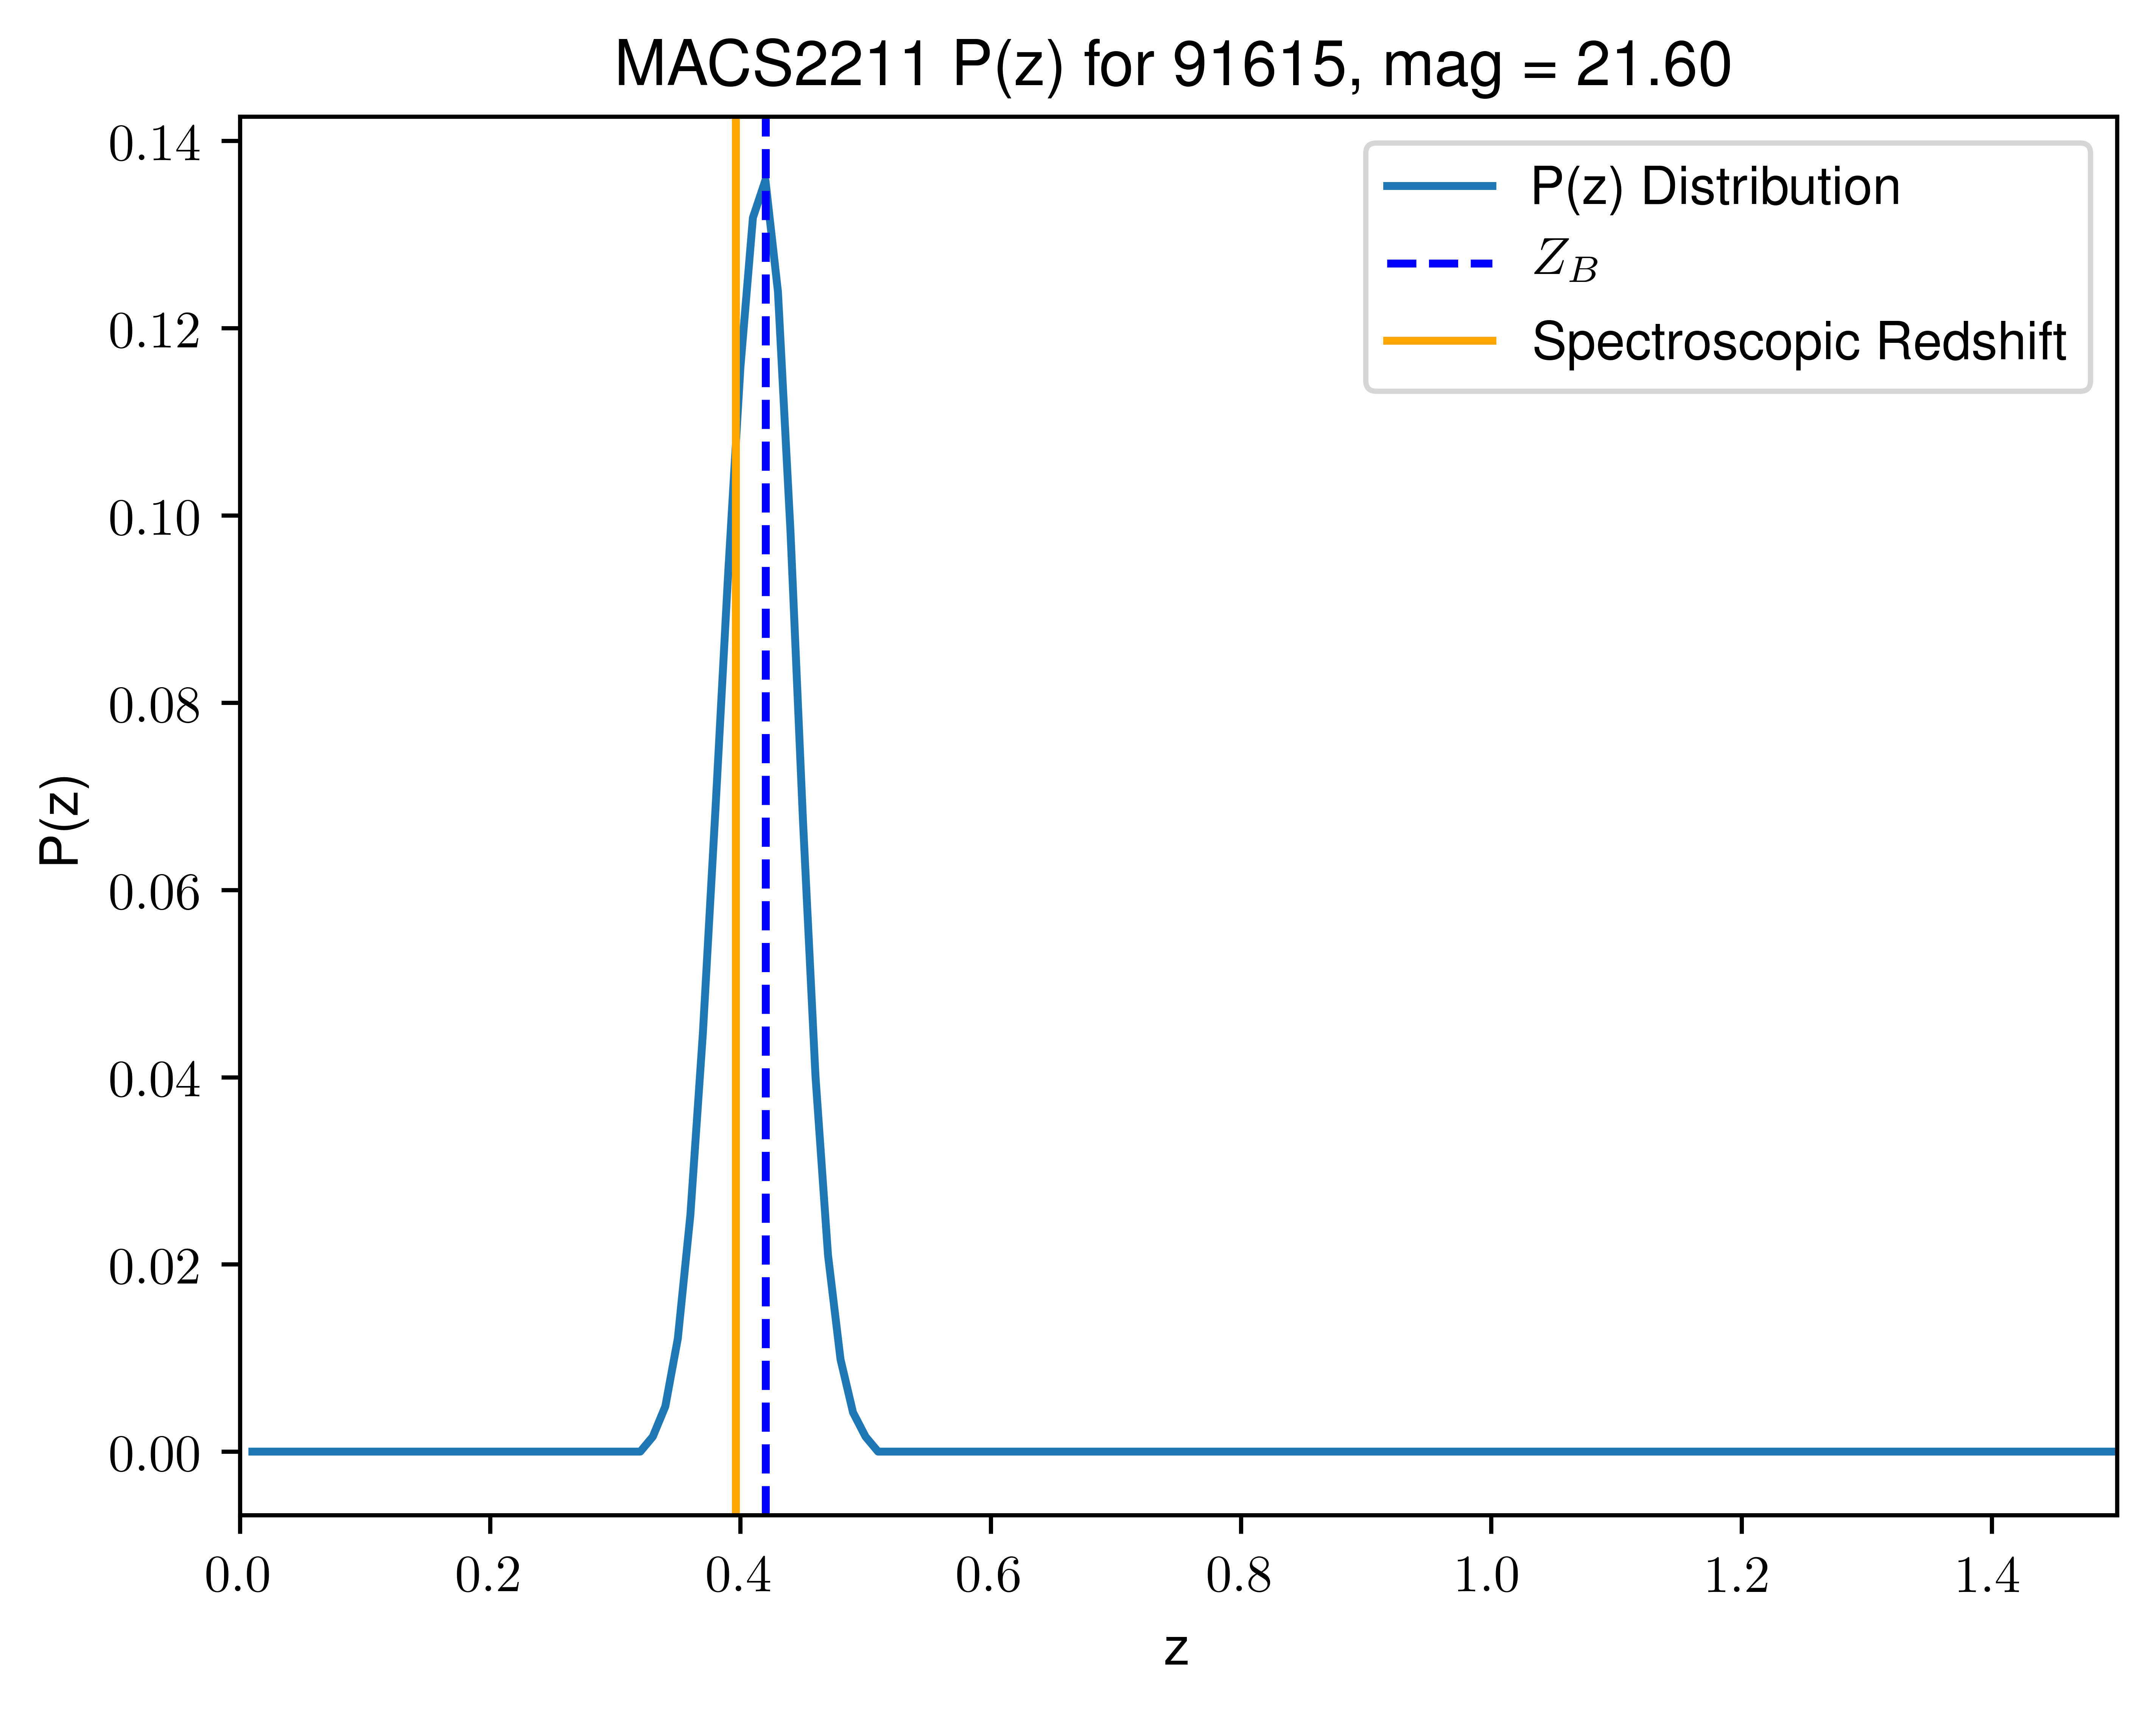 MACS2211 P(z) for 91615, mag = 21.60
P(z) Distribution
Z_B
Spectroscopic Redshift
P(z)
0.14
0.12
0.10
0.08
0.06
0.04
0.02
0.00
0.0 0.2 0.4 0.6 0.8 1.0 1.2 1.4
z